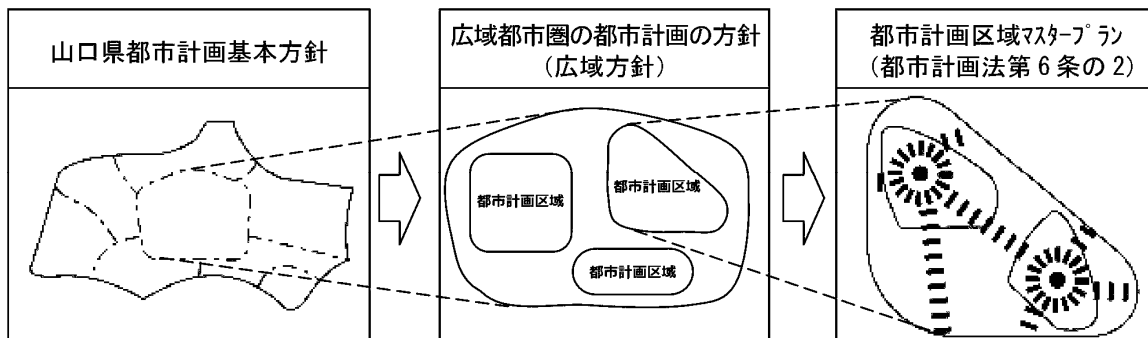 山口県都市計画基本方針
広域都市圏の都市計画の方針
(広域方針)
都市計画区域マスタープラン
(都市計画法第6条の2)
都市計画区域
都市計画区域
都市計画区域